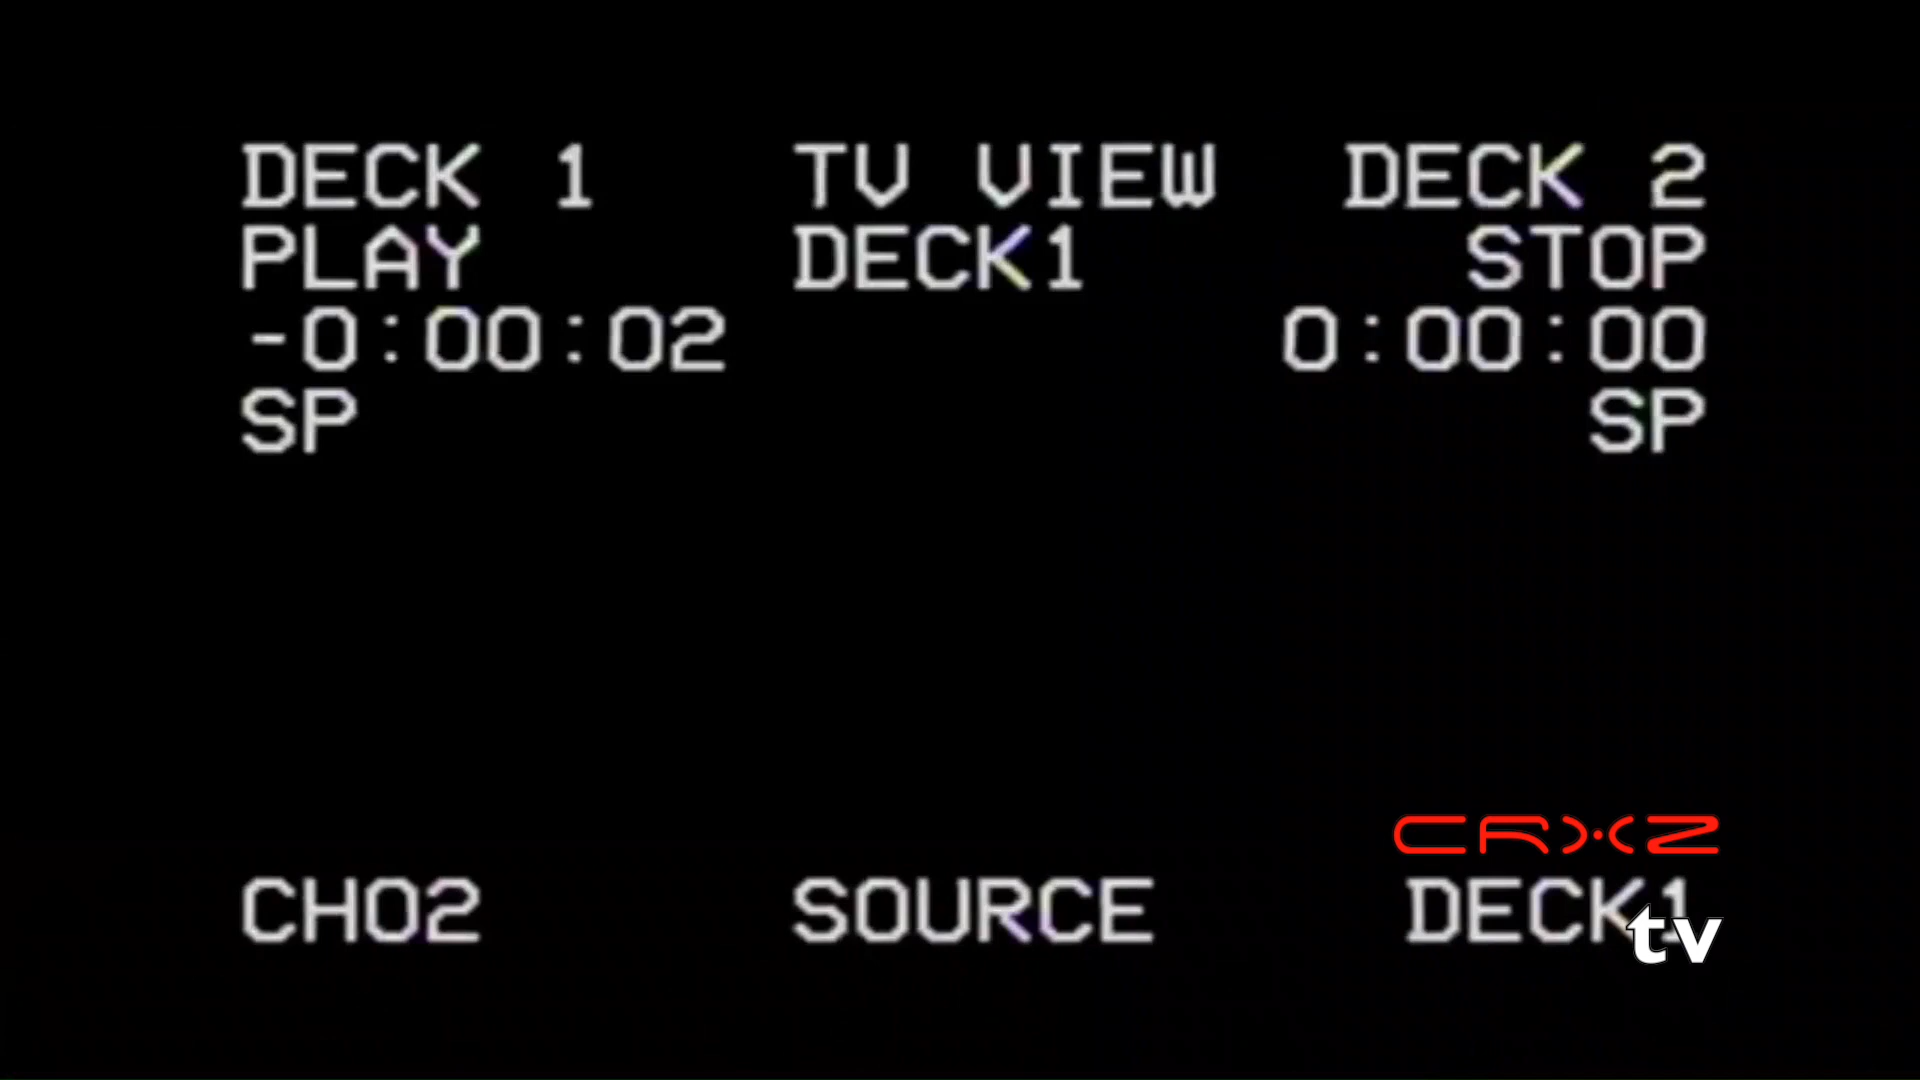 DECK 1 TV VIEW DECK 2
PLAY DECK1 STOP
-0:00:02 0:00:00
SP SP
CRXZ
CH02 SOURCE DECK1
tv